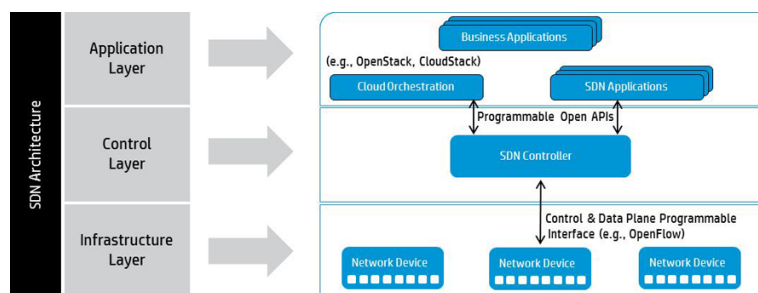 SDN Architecture
Application
Layer
Control
Layer
Infrastructure
Layer
Business Applications
(e.g., OpenStack, CloudStack)
Cloud Orchestration
SDN Applications
Programmable Open APIs
SDN Controller
Control & Data Plane Programmable
Interface (e.g., OpenFlow)
Network Device
Network Device
Network Device